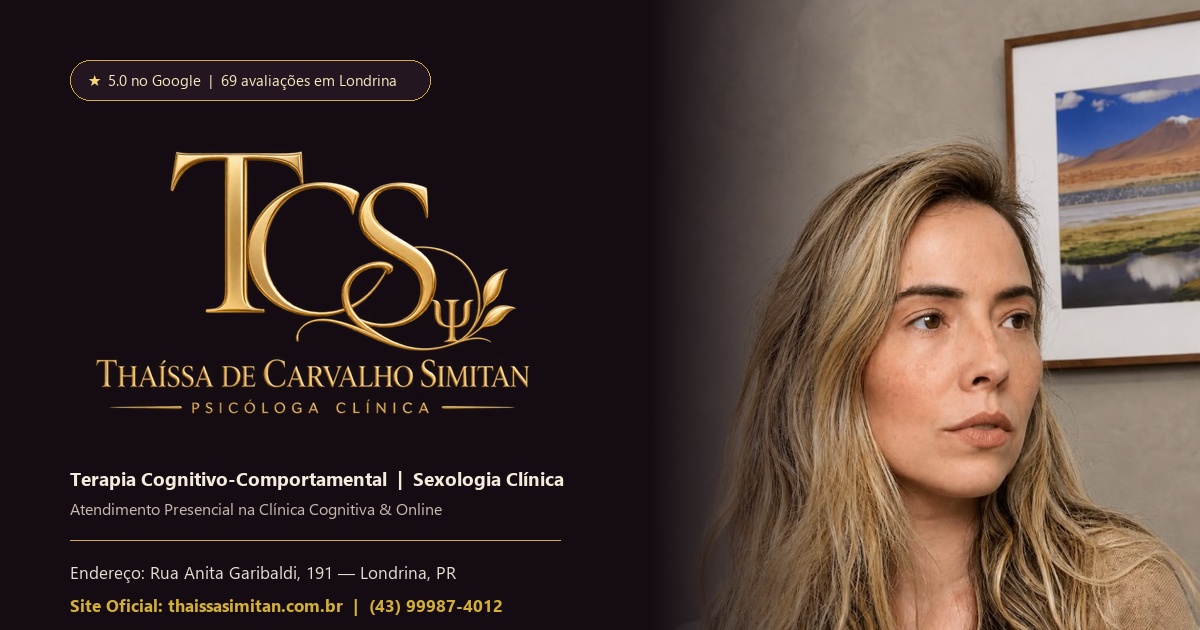 ★ 5.0 no Google | 69 avaliações em Londrina
TCS Ψ
THAÍSSA DE CARVALHO SIMITAN
PSICÓLOGA CLÍNICA
Terapia Cognitivo-Comportamental | Sexologia Clínica
Atendimento Presencial na Clínica Cognitiva & Online
Endereço: Rua Anita Garibaldi, 191 — Londrina, PR
Site Oficial: thaissasimitan.com.br | (43) 99987-4012